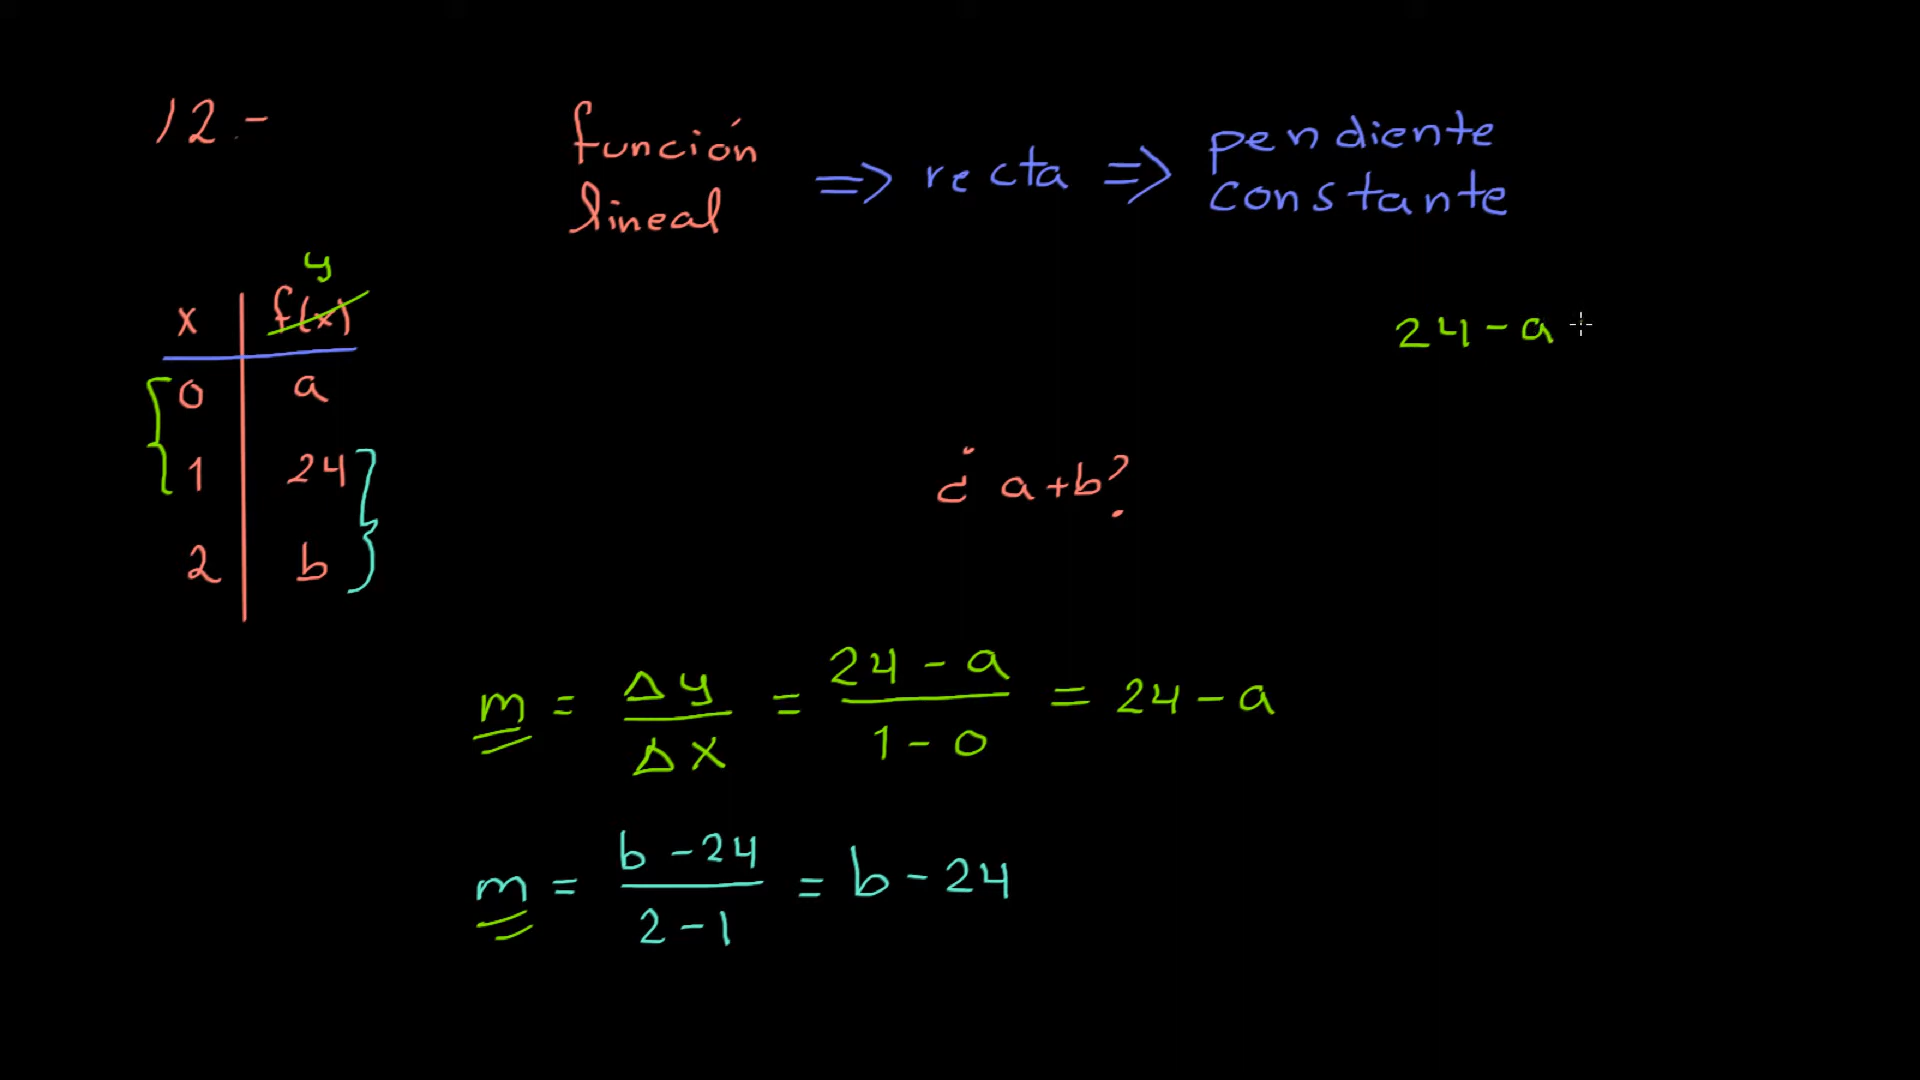 12.-
función lineal ⇒ recta ⇒ pendiente constante
y
x f(x)
0 a
1 24
2 b
24 - a
¿ a+b?
m = Δy/Δx = (24 - a)/(1 - 0) = 24 - a
m = (b - 24)/(2 - 1) = b - 24